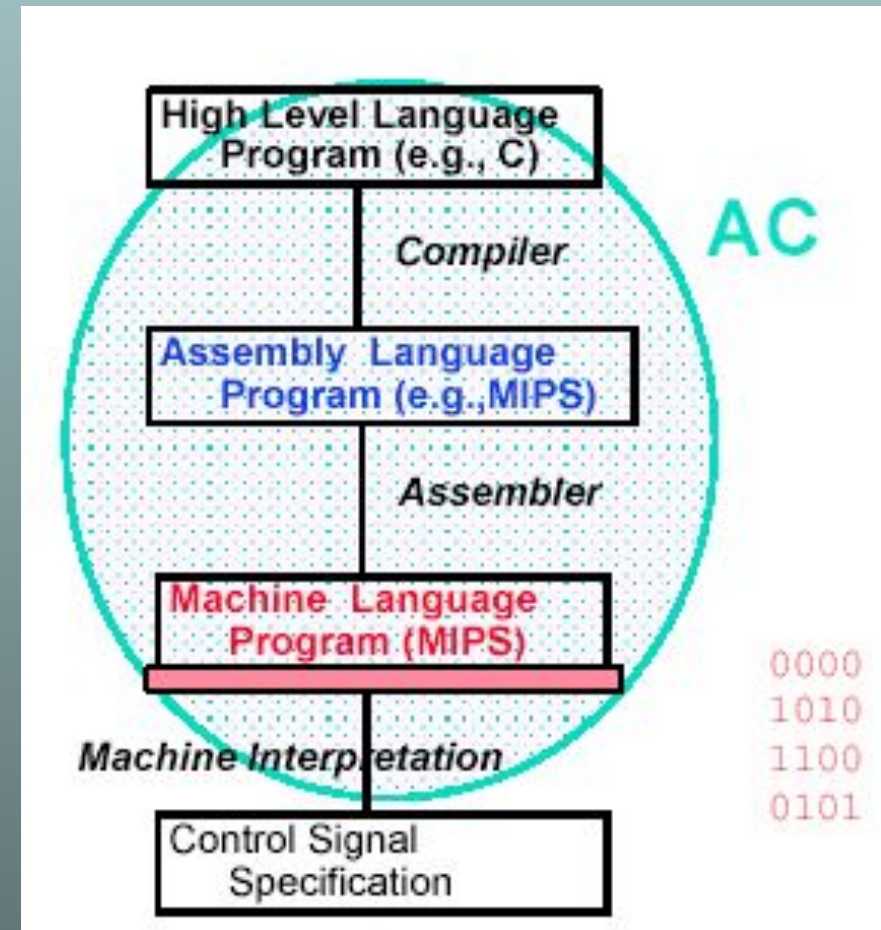 High Level Language
Program (e.g., C)
AC
Compiler
Assembly Language
Program (e.g.,MIPS)
Assembler
Machine Language
Program (MIPS)
0000
1010
1100
0101
Machine Interpretation
Control Signal
Specification